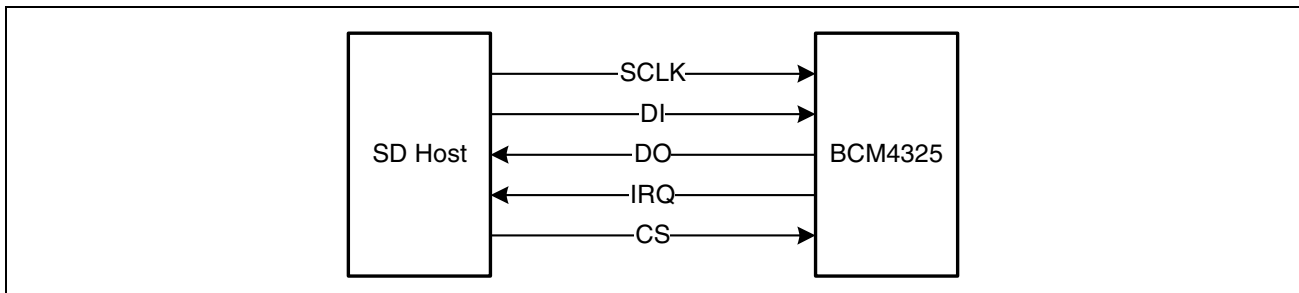 SCLK
DI
SD Host
DO
BCM4325
IRQ
CS